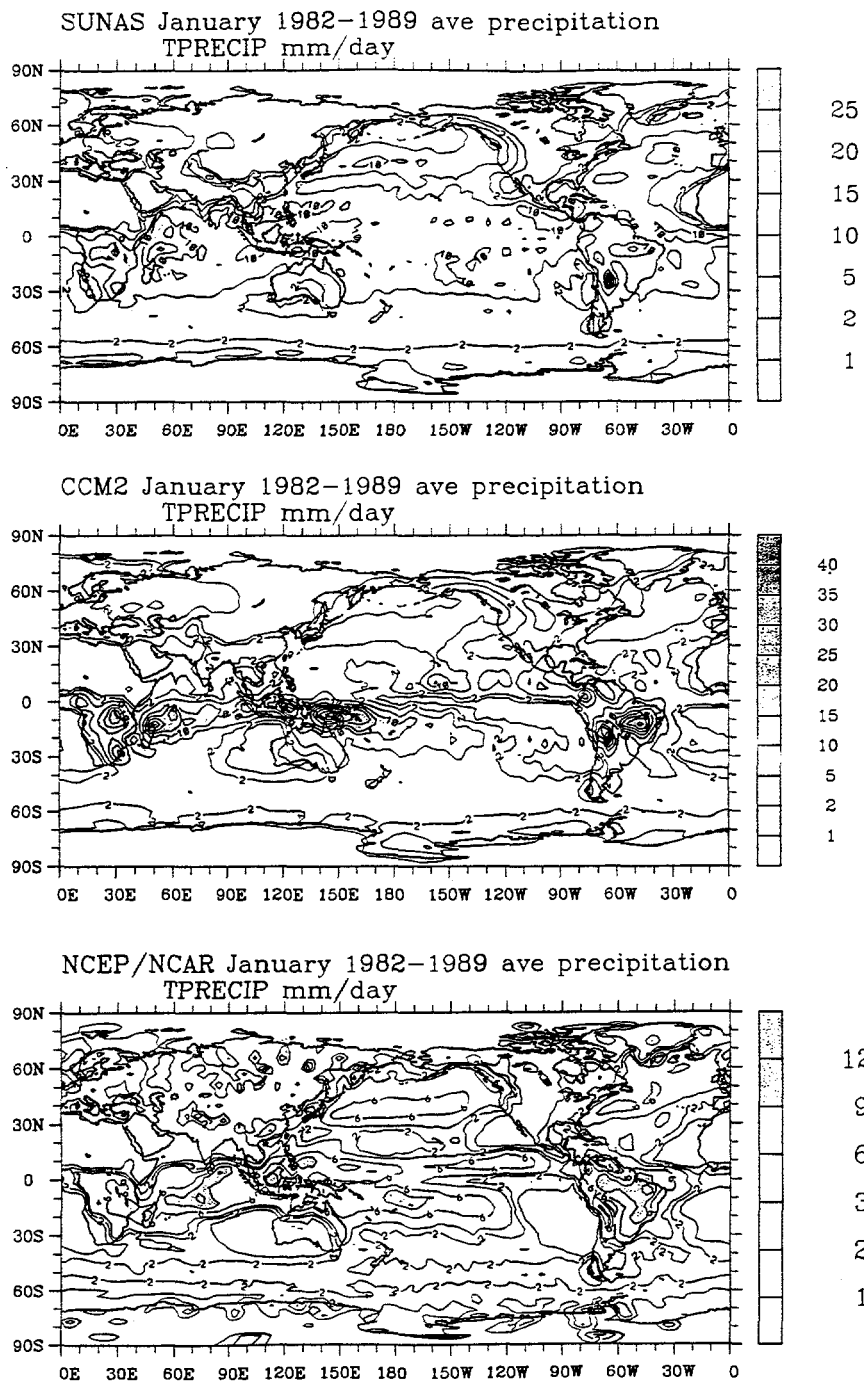 SUNAS January 1982-1989 ave precipitation
TPRECIP mm/day
90N
60N
30N
0
30S
60S
90S
0E 30E 60E 90E 120E 150E 180 150W 120W 90W 60W 30W 0
25
20
15
10
5
2
1
CCM2 January 1982-1989 ave precipitation
TPRECIP mm/day
90N
60N
30N
0
30S
60S
90S
0E 30E 60E 90E 120E 150E 180 150W 120W 90W 60W 30W 0
40
35
30
25
20
15
10
5
2
1
NCEP/NCAR January 1982-1989 ave precipitation
TPRECIP mm/day
90N
60N
30N
0
30S
60S
90S
0E 30E 60E 90E 120E 150E 180 150W 120W 90W 60W 30W 0
12
9
6
3
2
1